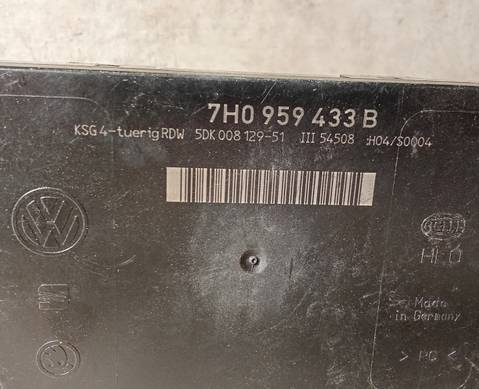 7H0 959 433 B
KSG 4-tuerig RDW 5DK 008 129-51 III 54508 :H04/S0004
HELLA
Made
in Germany
> PC <